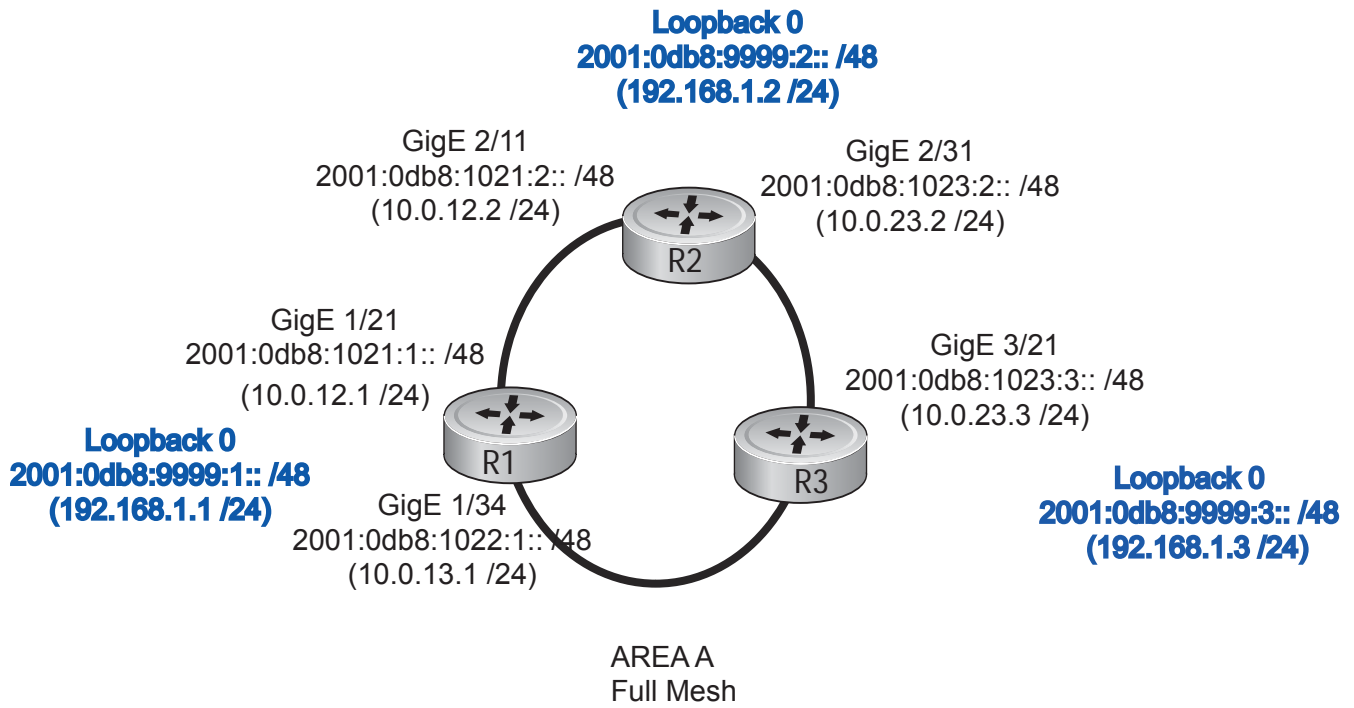 Loopback 0
2001:0db8:9999:2:: /48
(192.168.1.2 /24)
GigE 2/11
2001:0db8:1021:2:: /48
(10.0.12.2 /24)
GigE 2/31
2001:0db8:1023:2:: /48
(10.0.23.2 /24)
R2
GigE 1/21
2001:0db8:1021:1:: /48
(10.0.12.1 /24)
GigE 3/21
2001:0db8:1023:3:: /48
(10.0.23.3 /24)
Loopback 0
2001:0db8:9999:1:: /48
(192.168.1.1 /24)
R1
R3
Loopback 0
2001:0db8:9999:3:: /48
(192.168.1.3 /24)
GigE 1/34
2001:0db8:1022:1:: /48
(10.0.13.1 /24)
AREA A
Full Mesh